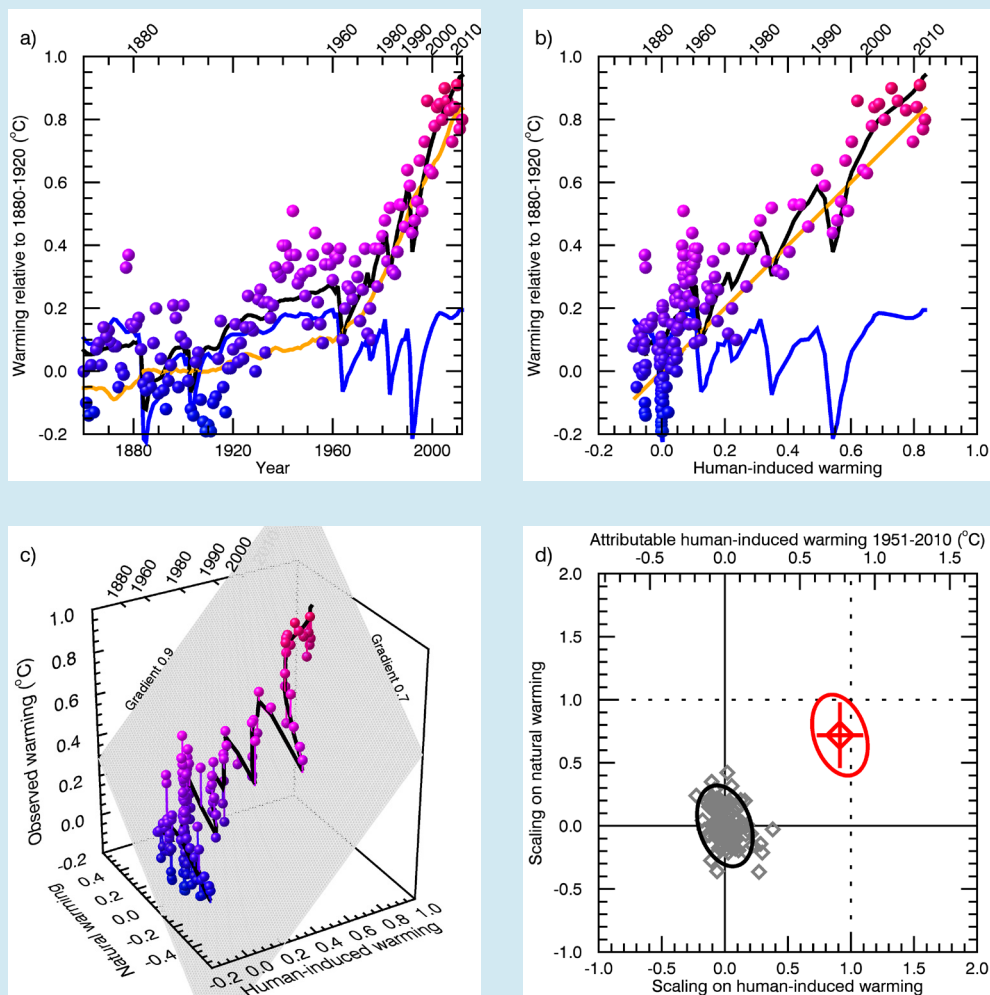 a)
1880 1960 1980 1990 2000 2010
Warming relative to 1880-1920 (°C)
1.0
0.8
0.6
0.4
0.2
0.0
-0.2
1880 1920 1960 2000
Year
b)
1880 1960 1980 1990 2000 2010
Warming relative to 1880-1920 (°C)
1.0
0.8
0.6
0.4
0.2
0.0
-0.2
-0.2 0.0 0.2 0.4 0.6 0.8 1.0
Human-induced warming
c)
1880 1960 1980 1990 2000
Observed warming (°C)
1.0
0.8
0.6
0.4
0.2
0.0
-0.2
Gradient 0.9
Gradient 0.7
0.4 0.2 0.0 -0.2 -0.4
Natural warming
-0.2 0.0 0.2 0.4 0.6 0.8 1.0
Human-induced warming
d)
Attributable human-induced warming 1951-2010 (°C)
-0.5 -0.0 0.5 1.0
Scaling on natural warming
2.0
1.5
1.0
0.5
0.0
-0.5
-1.0
-1.0 -0.5 0.0 0.5 1.0 1.5 2.0
Scaling on human-induced warming